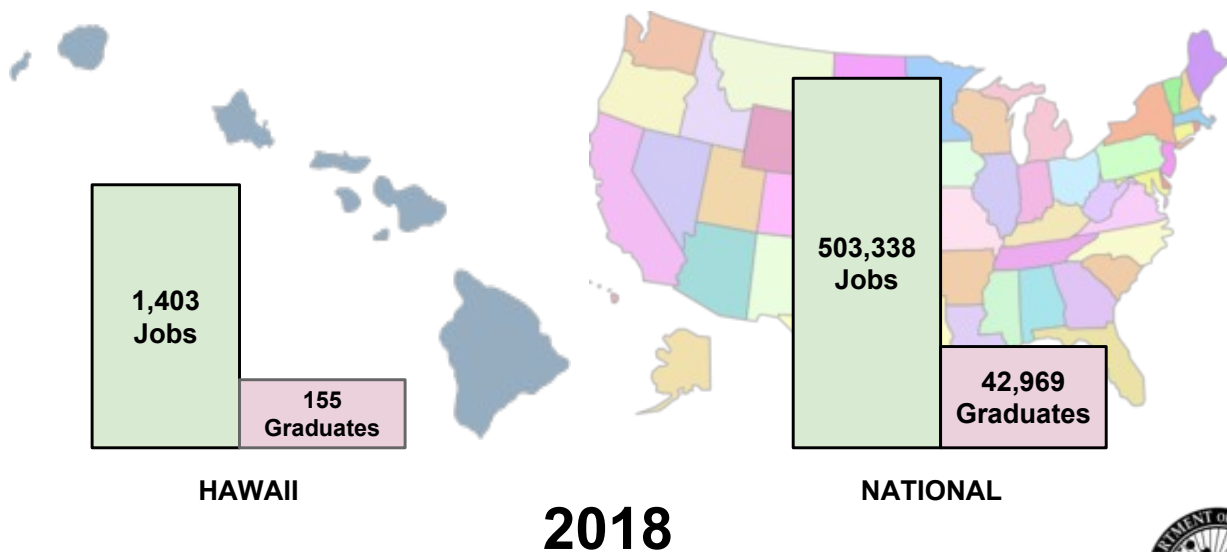 1,403
Jobs
155
Graduates
HAWAII
503,338
Jobs
42,969
Graduates
NATIONAL
2018